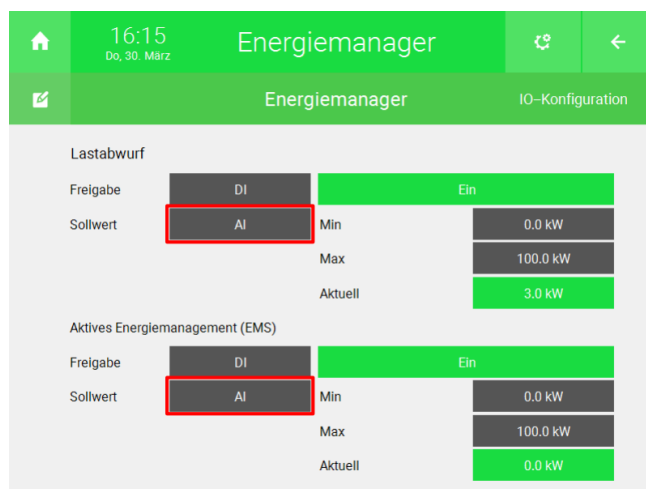 16:15
Do, 30. März
Energiemanager
Energiemanager
IO-Konfiguration
Lastabwurf
Freigabe DI Ein
Sollwert AI Min 0.0 kW
Max 100.0 kW
Aktuell 3.0 kW
Aktives Energiemanagement (EMS)
Freigabe DI Ein
Sollwert AI Min 0.0 kW
Max 100.0 kW
Aktuell 0.0 kW